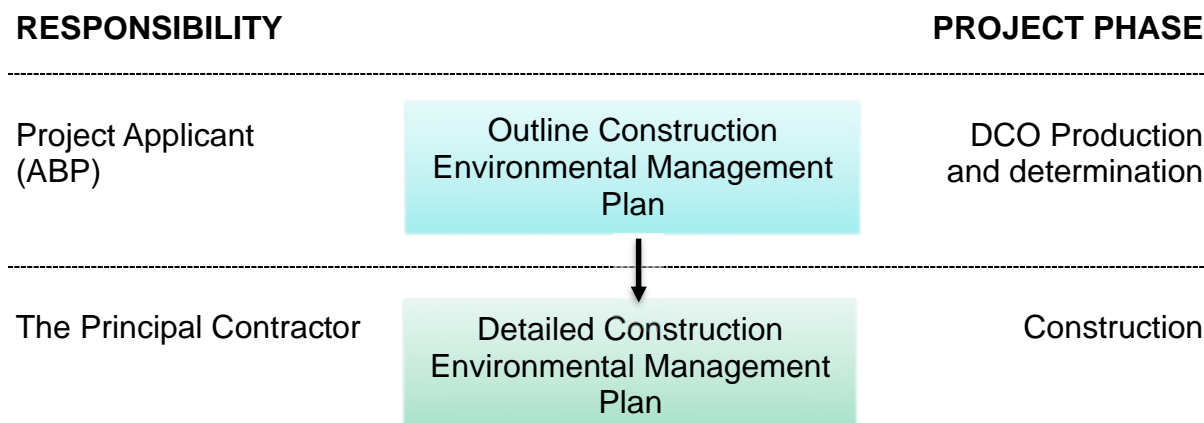 RESPONSIBILITY PROJECT PHASE
Project Applicant
(ABP)
Outline Construction
Environmental Management
Plan
DCO Production
and determination
The Principal Contractor
Detailed Construction
Environmental Management
Plan
Construction